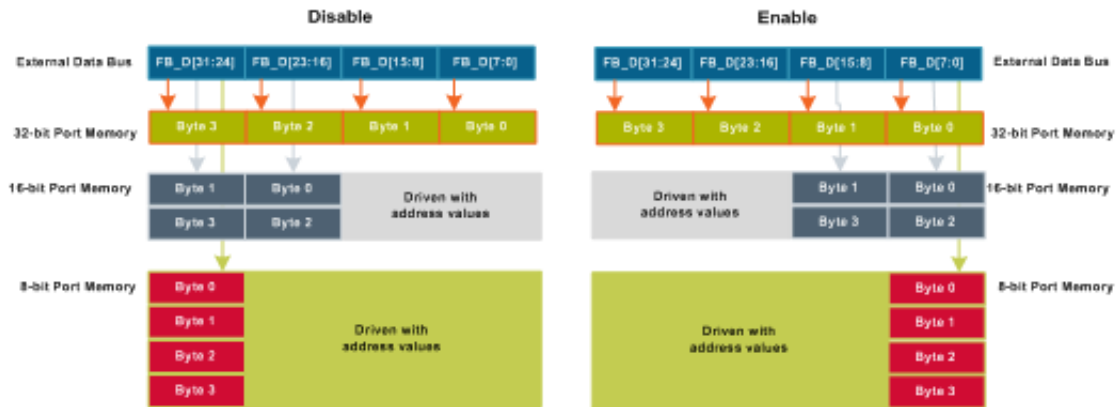 Disable Enable
External Data Bus FB_D[31:24] FB_D[23:16] FB_D[15:8] FB_D[7:0] FB_D[31:24] FB_D[23:16] FB_D[15:8] FB_D[7:0] External Data Bus
32-bit Port Memory Byte 3 Byte 2 Byte 1 Byte 0 Byte 3 Byte 2 Byte 1 Byte 0 32-bit Port Memory
16-bit Port Memory Byte 1 Byte 0 Driven with Driven with Byte 1 Byte 0 16-bit Port Memory
Byte 3 Byte 2 address values address values Byte 3 Byte 2
8-bit Port Memory Byte 0 Byte 0 8-bit Port Memory
Byte 1 Byte 1
Driven with Driven with
address values address values
Byte 2 Byte 2
Byte 3 Byte 3